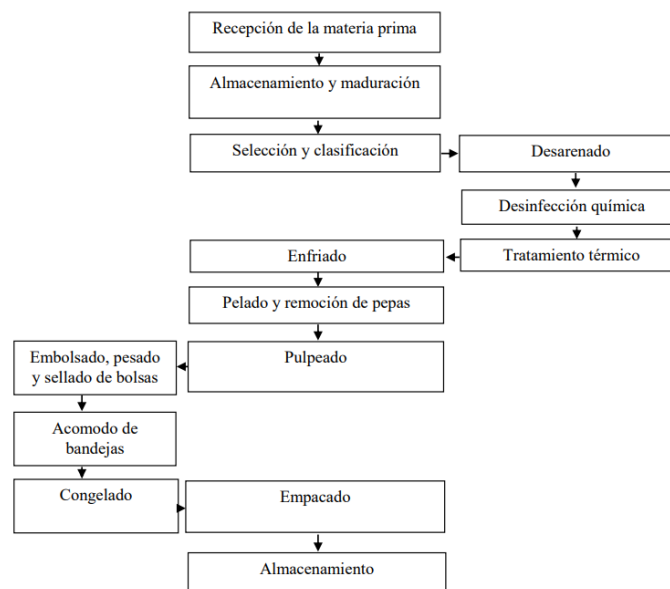 Recepción de la materia prima
Almacenamiento y maduración
Selección y clasificación
Desarenado
Desinfección química
Tratamiento térmico
Enfriado
Pelado y remoción de pepas
Pulpeado
Embolsado, pesado
y sellado de bolsas
Acomodo de
bandejas
Congelado
Empacado
Almacenamiento